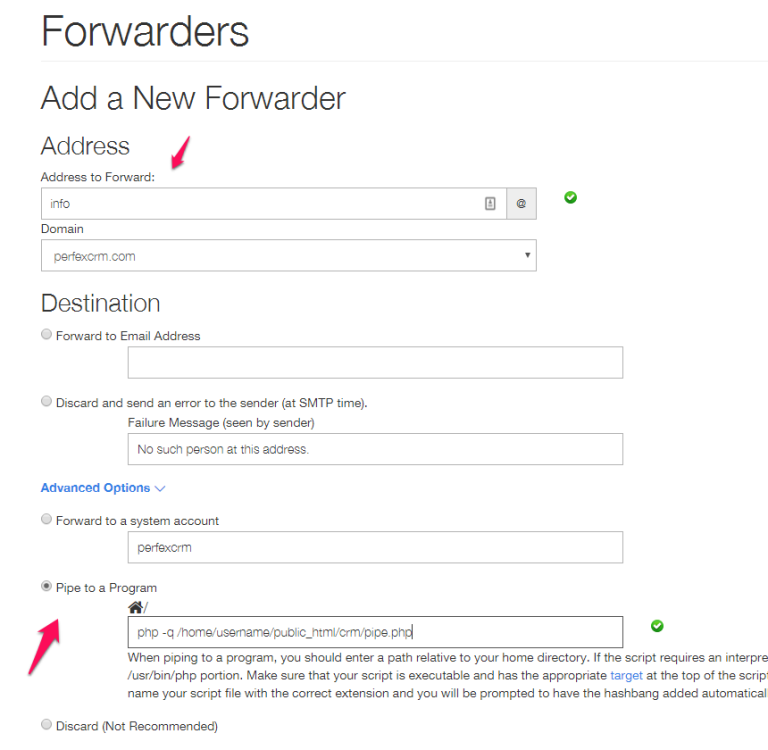 Forwarders
Add a New Forwarder
Address
Address to Forward:
info
@
Domain
perfexcrm.com
Destination
Forward to Email Address
Discard and send an error to the sender (at SMTP time).
Failure Message (seen by sender)
No such person at this address.
Advanced Options
Forward to a system account
perfexcrm
Pipe to a Program
/
php -q /home/username/public_html/crm/pipe.php
When piping to a program, you should enter a path relative to your home directory. If the script requires an interpre
/usr/bin/php portion. Make sure that your script is executable and has the appropriate target at the top of the script
name your script file with the correct extension and you will be prompted to have the hashbang added automatical
Discard (Not Recommended)